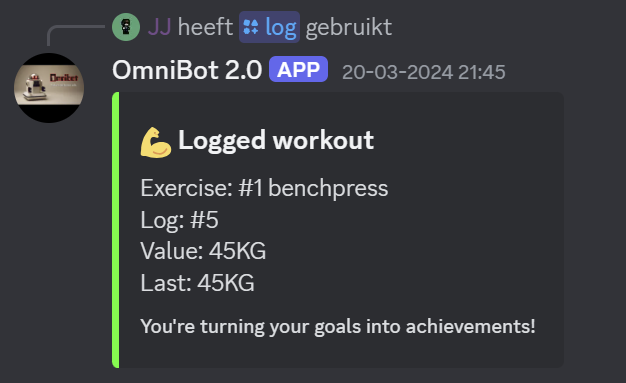 JJ heeft log gebruikt
OmniBot 2.0 APP 20-03-2024 21:45
Omnibot
Logged workout
Exercise: #1 benchpress
Log: #5
Value: 45KG
Last: 45KG
You're turning your goals into achievements!